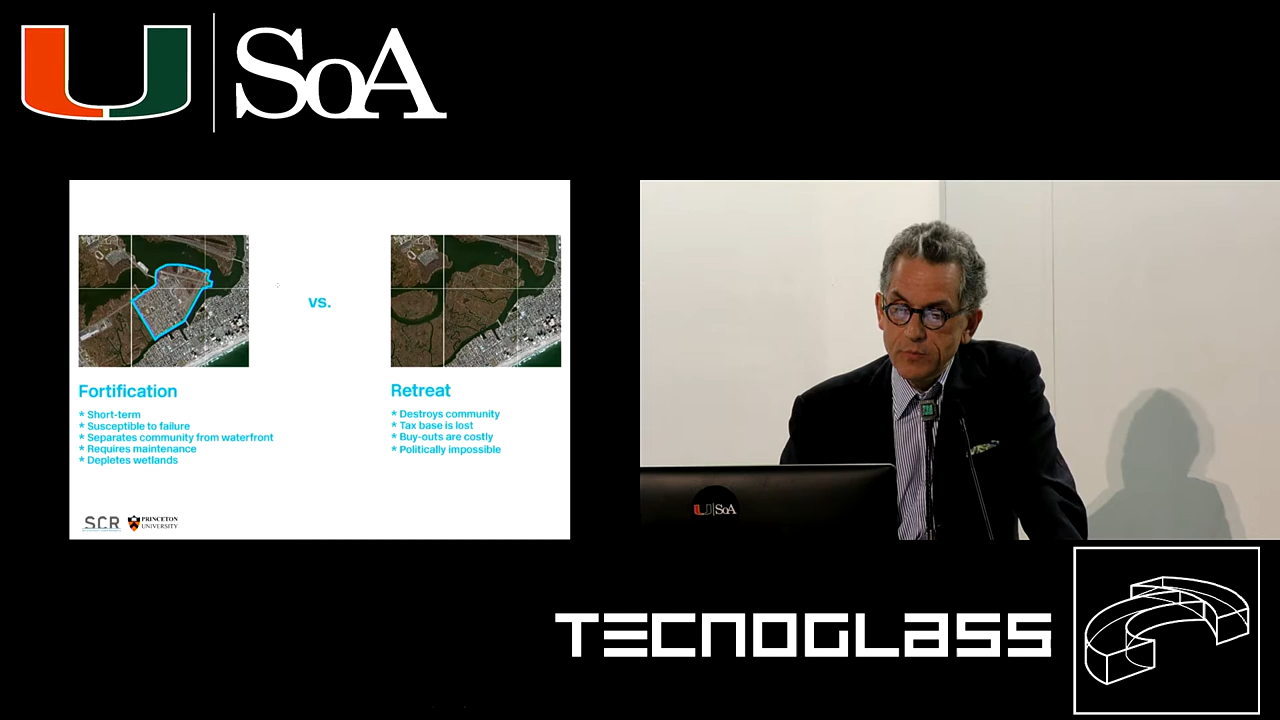 U SoA
vs.
Fortification
* Short-term
* Susceptible to failure
* Separates community from waterfront
* Requires maintenance
* Depletes wetlands
Retreat
* Destroys community
* Tax base is lost
* Buy-outs are costly
* Politically impossible
SCR
PRINCETON
UNIVERSITY
U SoA
TECNOGLASS